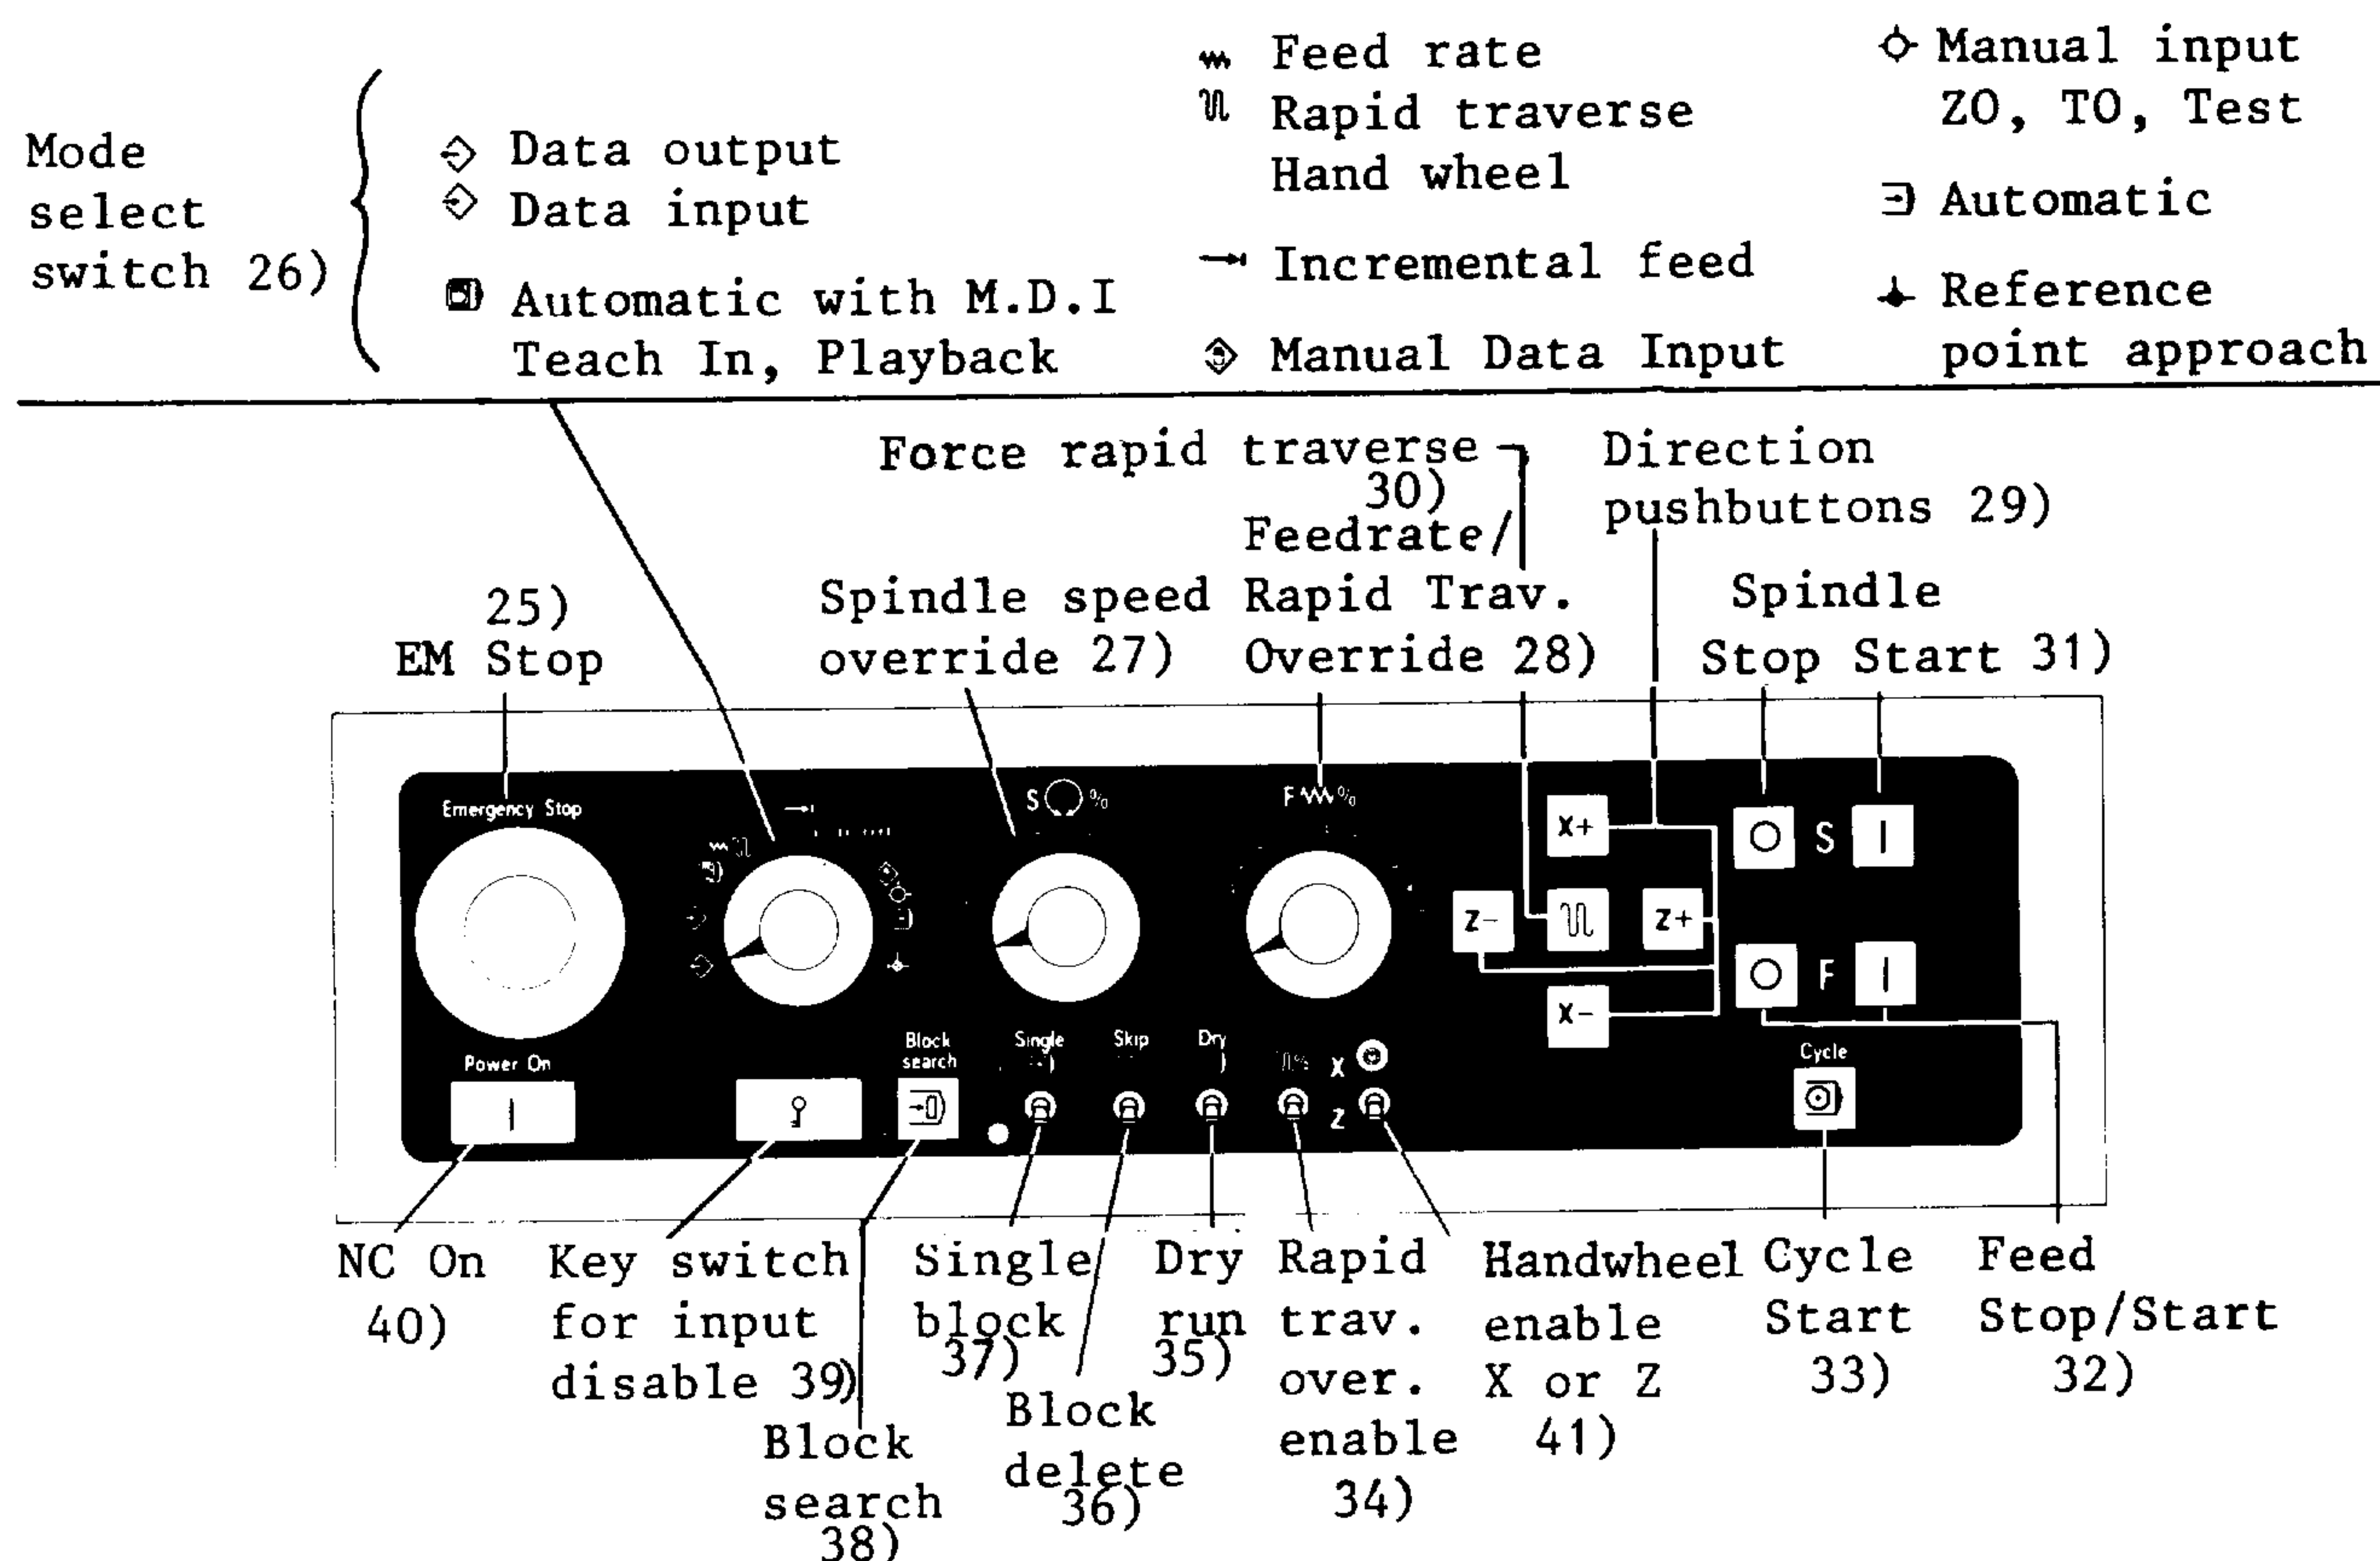 Mode
select
switch 26)
Data output
Data input
Automatic with M.D.I
Teach In, Playback
Feed rate
Rapid traverse
Hand wheel
Incremental feed
Manual Data Input
Manual input
ZO, TO, Test
Automatic
Reference
point approach
Force rapid traverse
30)
Direction
pushbuttons 29)
25)
EM Stop
Spindle speed
override 27)
Feedrate/
Rapid Trav.
Override 28)
Spindle
Stop Start 31)
Emergency Stop
S %
F %
X+
Z-
Z+
X-
S
F
Power On
Block
search
Single
Skip
Dry
%
X
Z
Cycle
NC On
40)
Key switch
for input
disable 39)
Block
search
38)
Single
block
37)
Block
delete
36)
Dry
run
35)
Rapid
trav.
over.
enable
34)
Handwheel
enable
X or Z
41)
Cycle
Start
33)
Feed
Stop/Start
32)